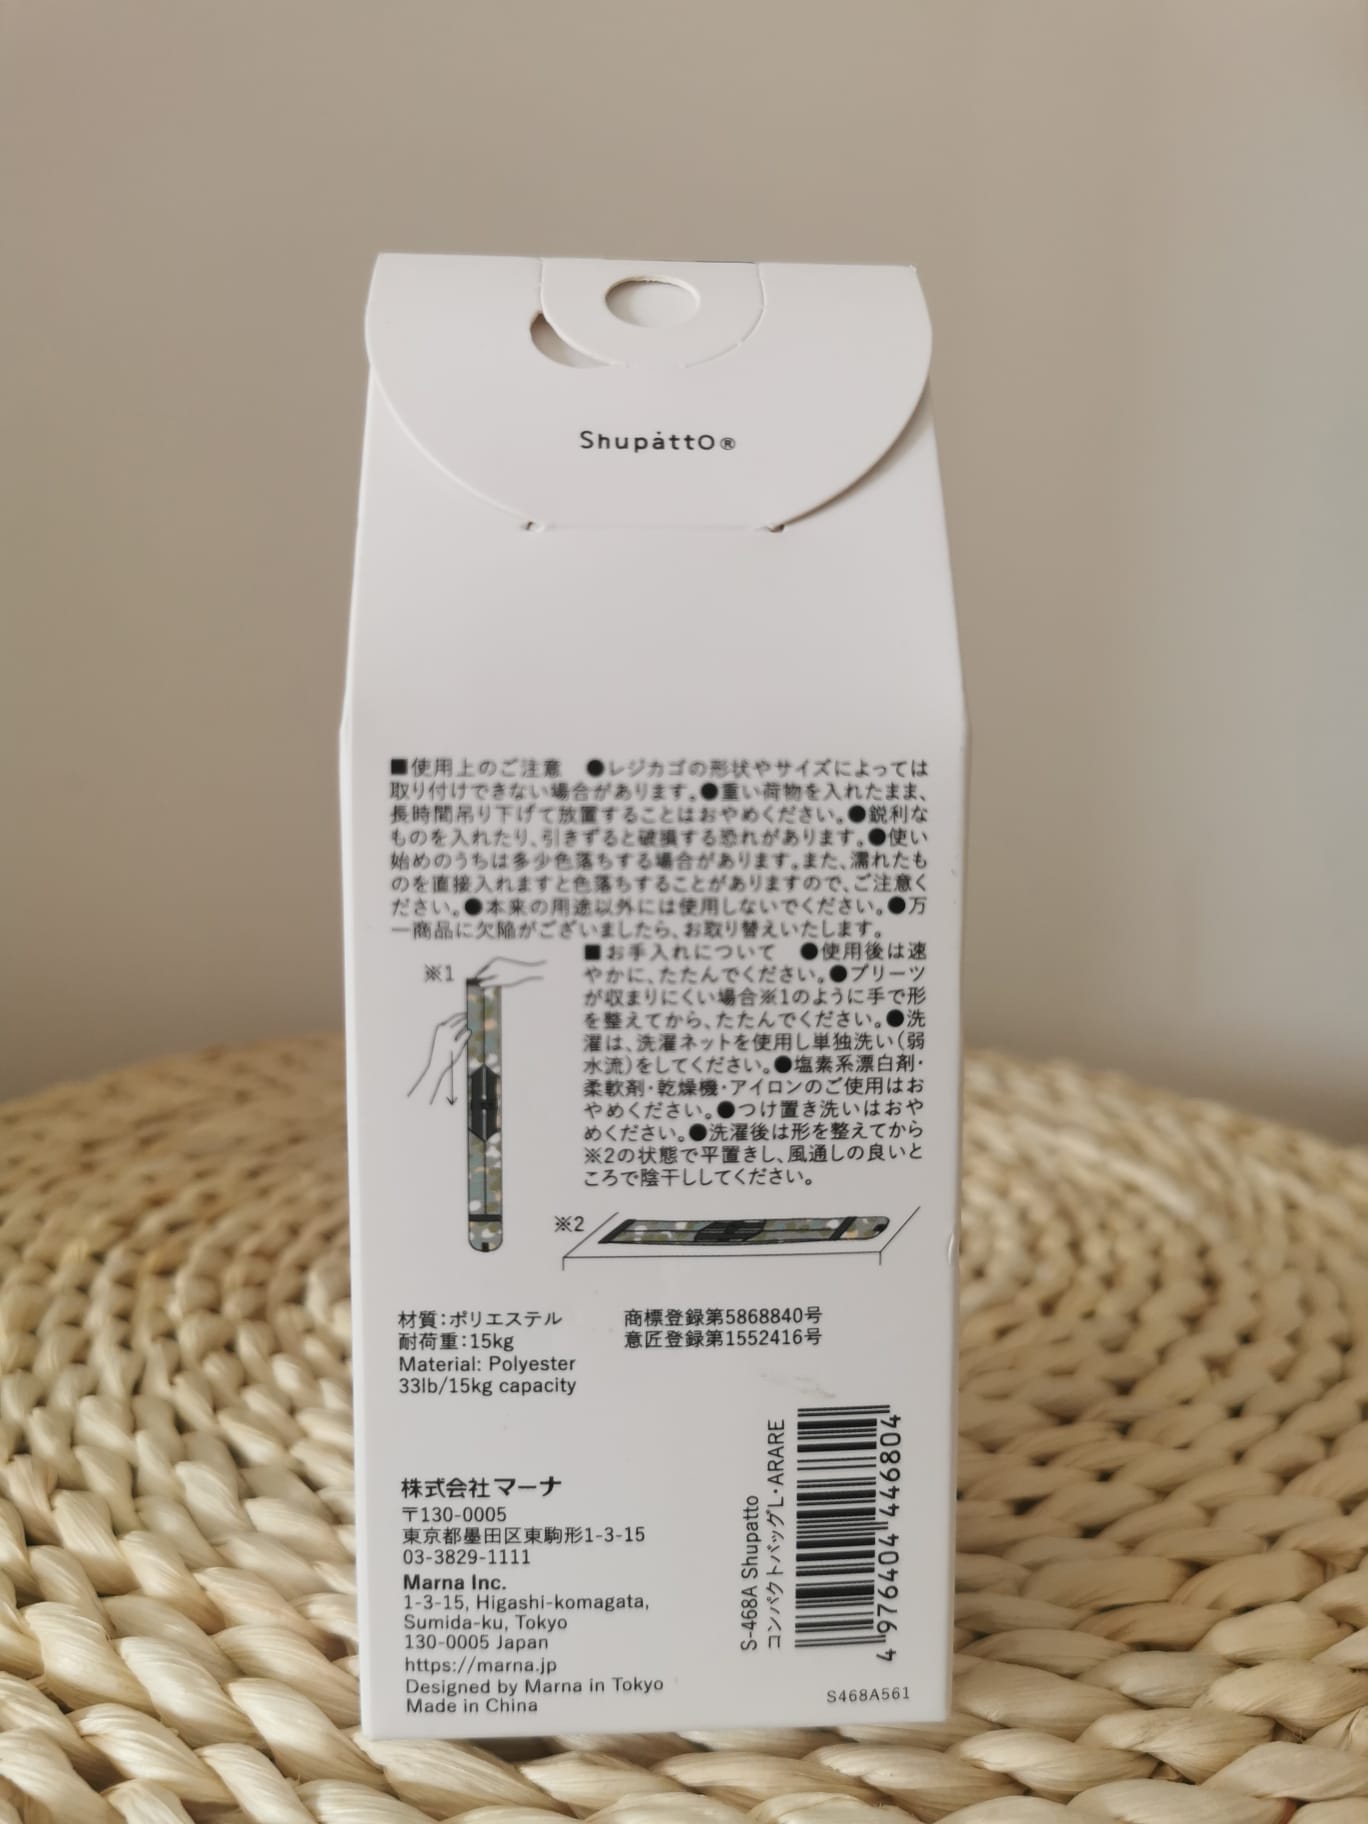 Shupatto®
■使用上のご注意 ●レジカゴの形状やサイズによっては
取り付けできない場合があります。●重い荷物を入れたまま、
長時間吊り下げて放置することはおやめください。●鋭利な
ものを入れたり、引きずると破損する恐れがあります。●使い
始めのうちは多少色落ちする場合があります。また、濡れたも
のを直接入れますと色落ちすることがありますので、ご注意く
ださい。●本来の用途以外には使用しないでください。●万
一商品に欠陥がございましたら、お取り替えいたします。
■お手入れについて ●使用後は速
やかに、たたんでください。●プリーツ
が収まりにくい場合※1のように手で形
を整えてから、たたんでください。●洗
濯は、洗濯ネットを使用し単独洗い(弱
水流)をしてください。●塩素系漂白剤・
柔軟剤・乾燥機・アイロンのご使用はお
やめください。●つけ置き洗いはおや
めください。●洗濯後は形を整えてから
※2の状態で平置きし、風通しの良いと
ころで陰干ししてください。
※1
※2
材質:ポリエステル
耐荷重:15kg
Material: Polyester
33lb/15kg capacity
商標登録第5868840号
意匠登録第1552416号
株式会社マーナ
〒130-0005
東京都墨田区東駒形1-3-15
03-3829-1111
Marna Inc.
1-3-15, Higashi-komagata,
Sumida-ku, Tokyo
130-0005 Japan
https://marna.jp
Designed by Marna in Tokyo
Made in China
S-468A Shupatto
コンパクトバッグL・ARARE
4 976404 446804
S468A561